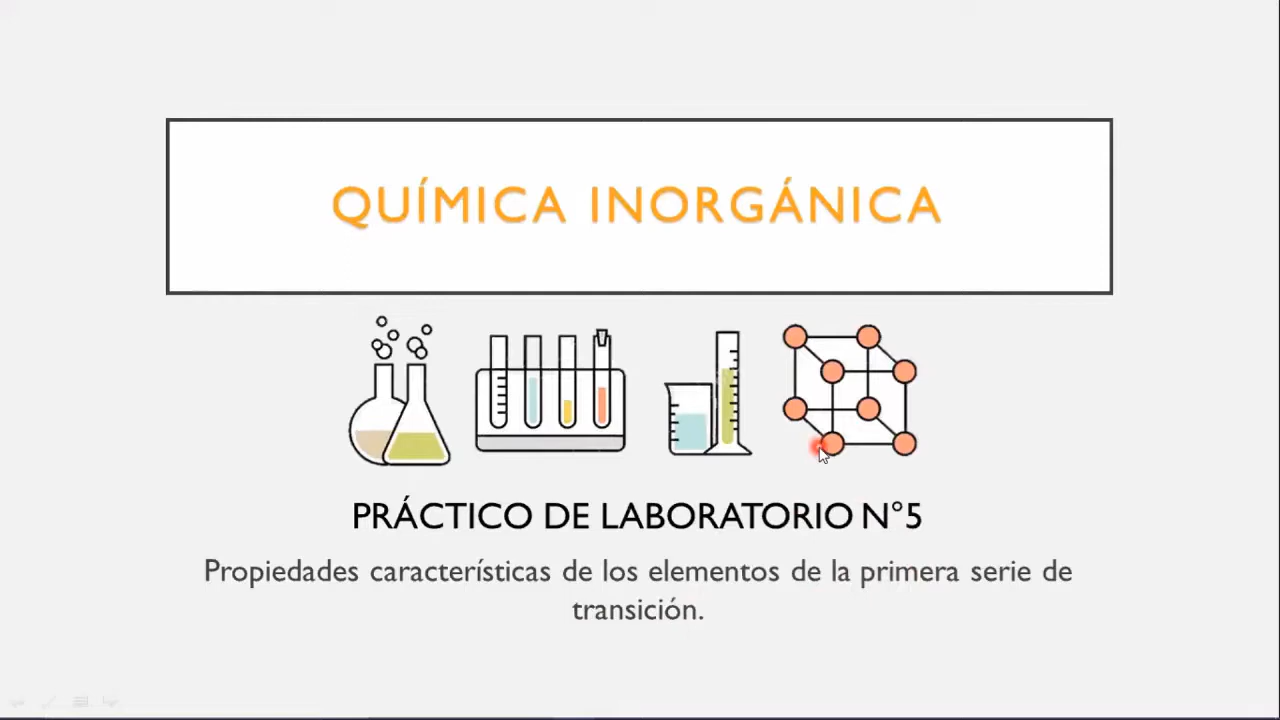 QUÍMICA INORGÁNICA
PRÁCTICO DE LABORATORIO N°5
Propiedades características de los elementos de la primera serie de
transición.